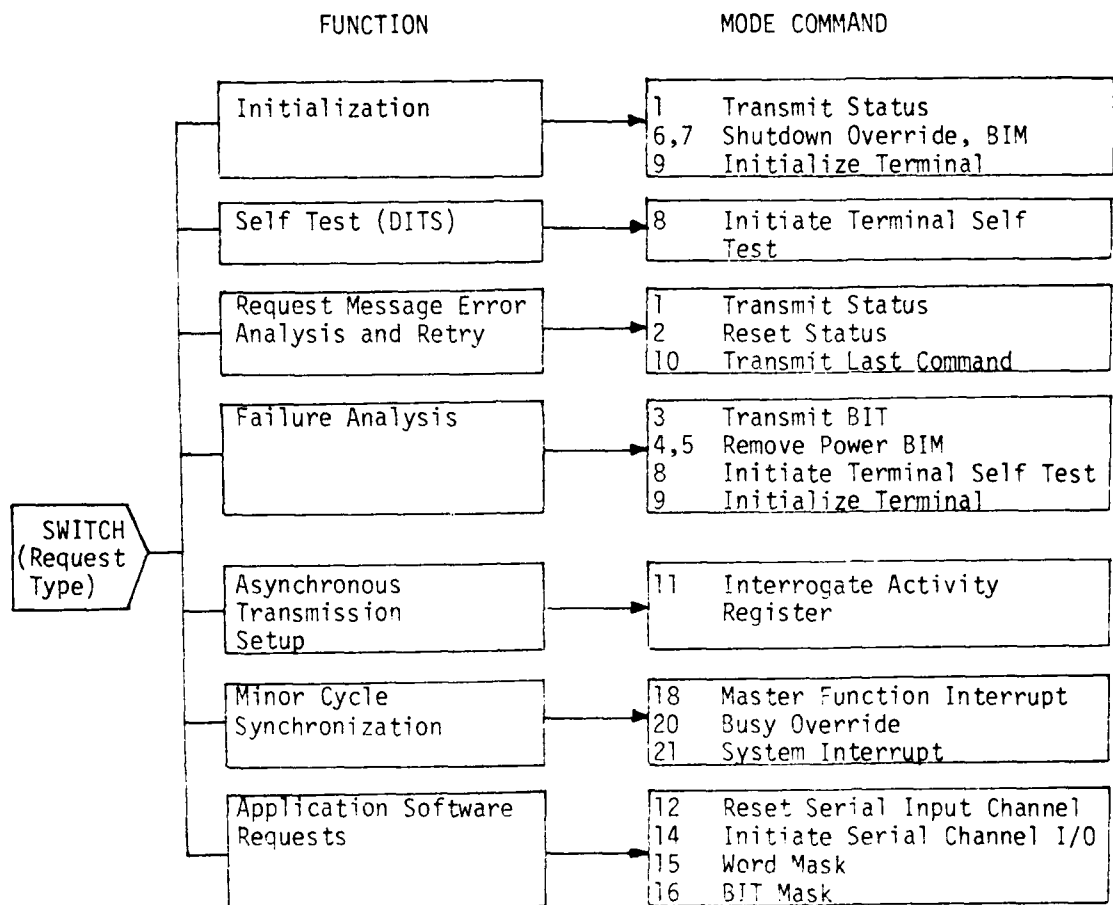 FUNCTION MODE COMMAND
Initialization
1 Transmit Status
6,7 Shutdown Override, BIM
9 Initialize Terminal
Self Test (DITS)
8 Initiate Terminal Self
Test
Request Message Error
Analysis and Retry
1 Transmit Status
2 Reset Status
10 Transmit Last Command
Failure Analysis
3 Transmit BIT
4,5 Remove Power BIM
8 Initiate Terminal Self Test
9 Initialize Terminal
SWITCH
(Request
Type)
Asynchronous
Transmission
Setup
11 Interrogate Activity
Register
Minor Cycle
Synchronization
18 Master Function Interrupt
20 Busy Override
21 System Interrupt
Application Software
Requests
12 Reset Serial Input Channel
14 Initiate Serial Channel I/O
15 Word Mask
16 BIT Mask